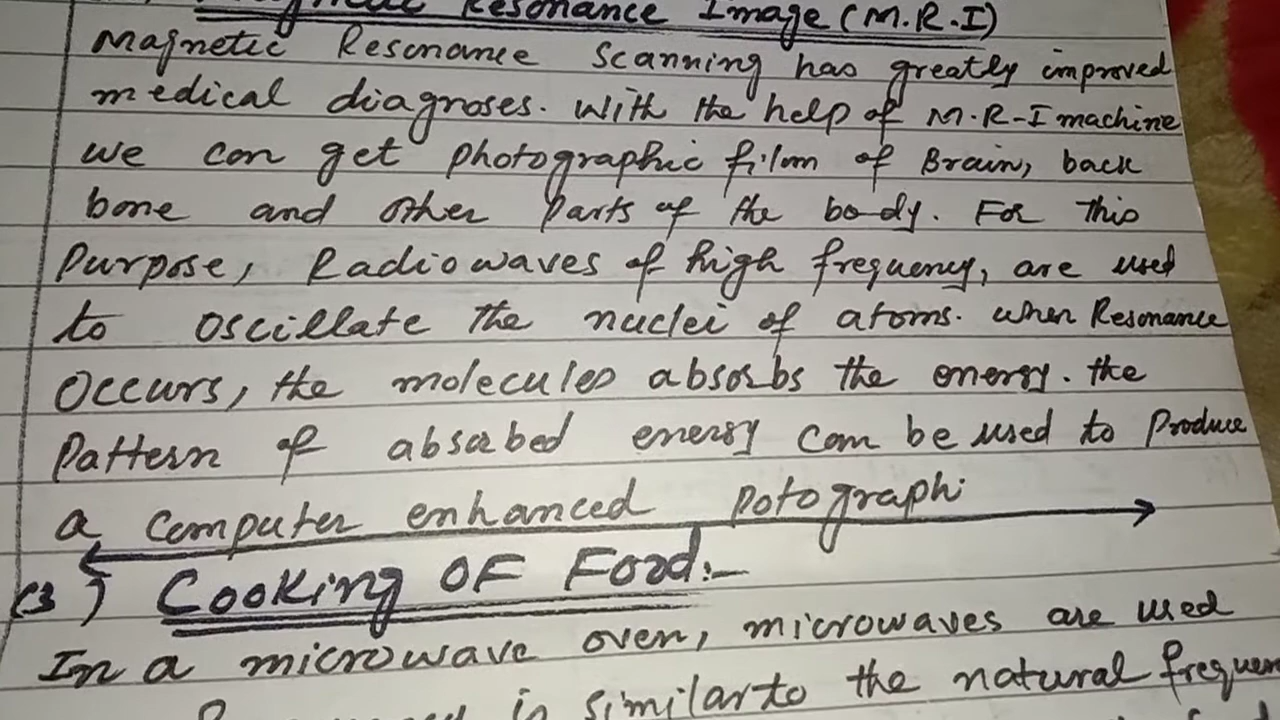 Resonance Image (M.R.I)
Magnetic Resonance Scanning has greatly improved
medical diagnoses. With the help of M.R-I machine
we can get photographic filom of Brain, back
bone and other Parts of the body. For This
Purpose, Radiowaves of high frequency, are used
to oscillate the nuclei of atoms. when Resonance
Occurs, the molecules absorbs the energy. the
Pattern of absorbed energy can be used to Produce
a computer enhanced Potographi
(3) Cooking OF Food:-
In a microwave oven, microwaves are used
is similar to the natural